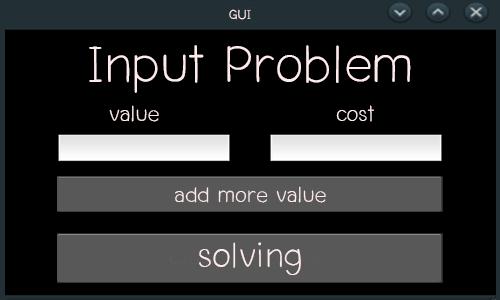 GUI
Input Problem
value cost
add more value
solving